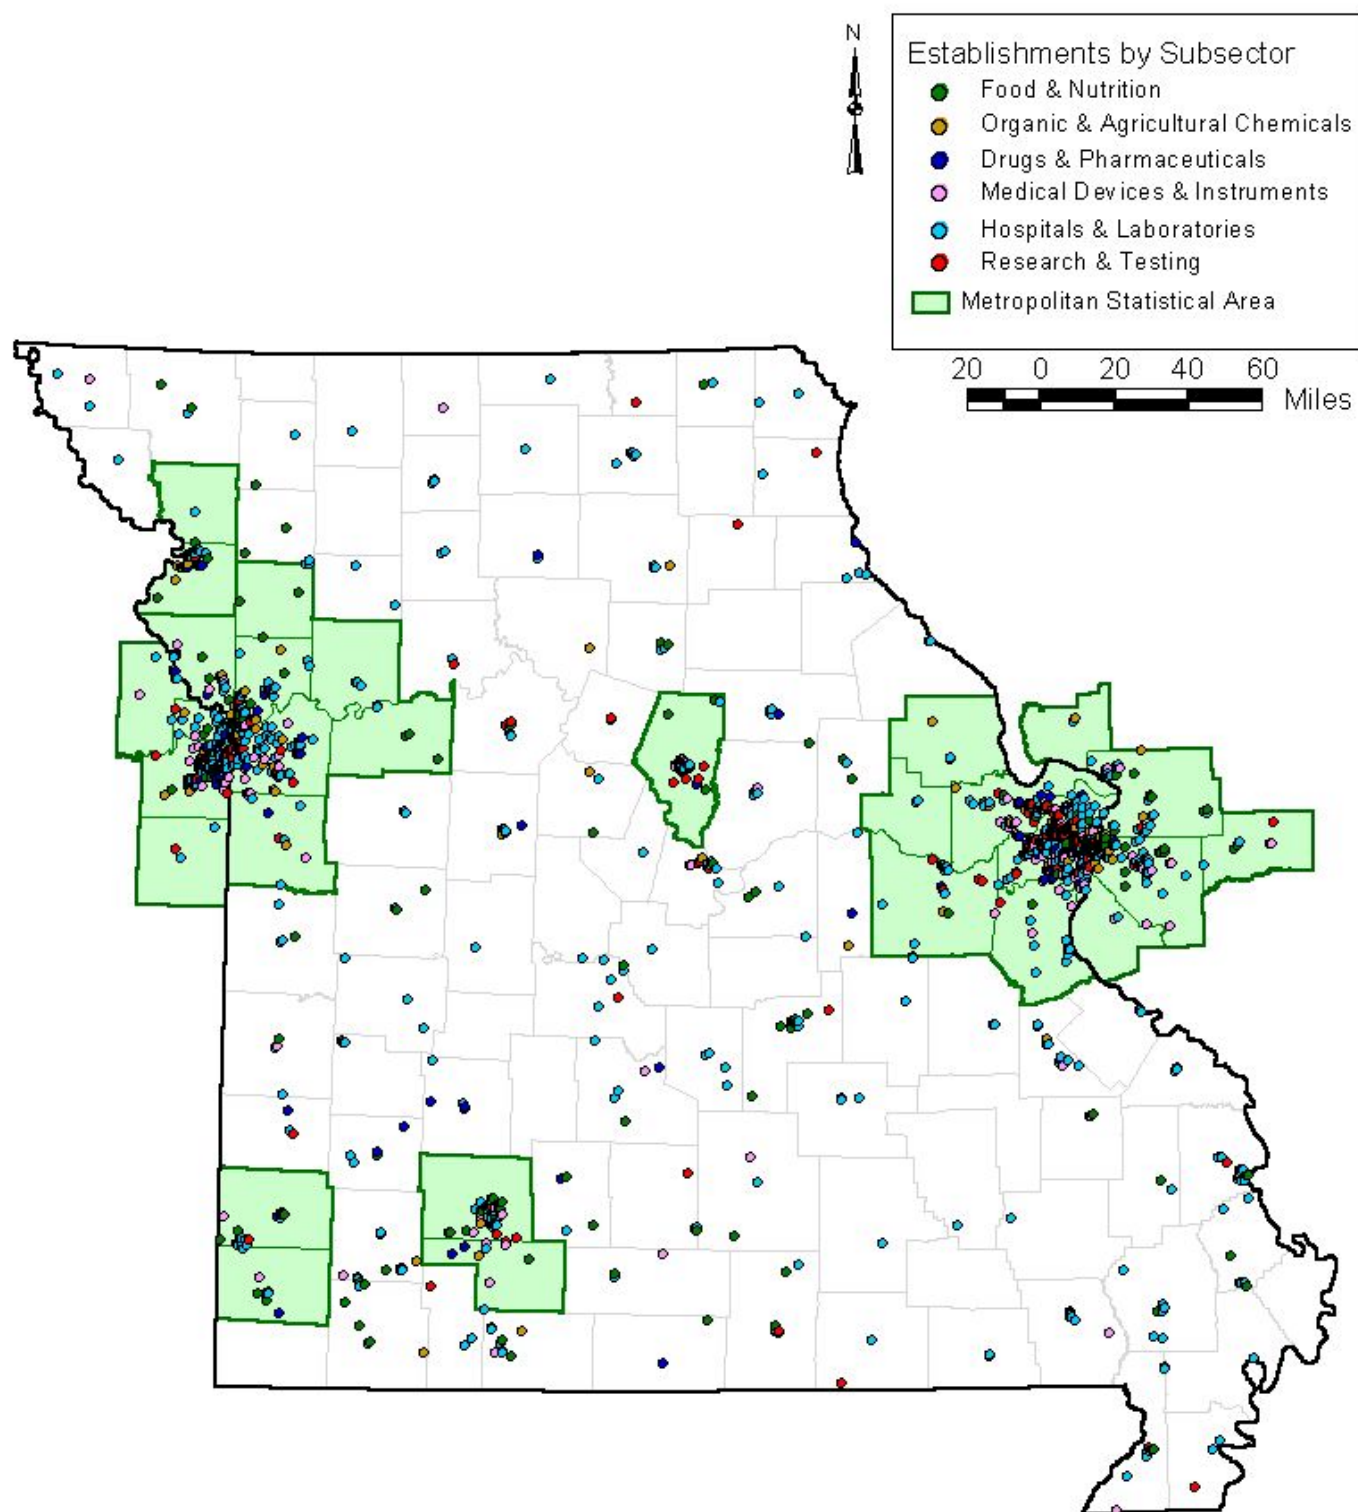 N
Establishments by Subsector
Food & Nutrition
Organic & Agricultural Chemicals
Drugs & Pharmaceuticals
Medical Devices & Instruments
Hospitals & Laboratories
Research & Testing
Metropolitan Statistical Area
20 0 20 40 60
Miles